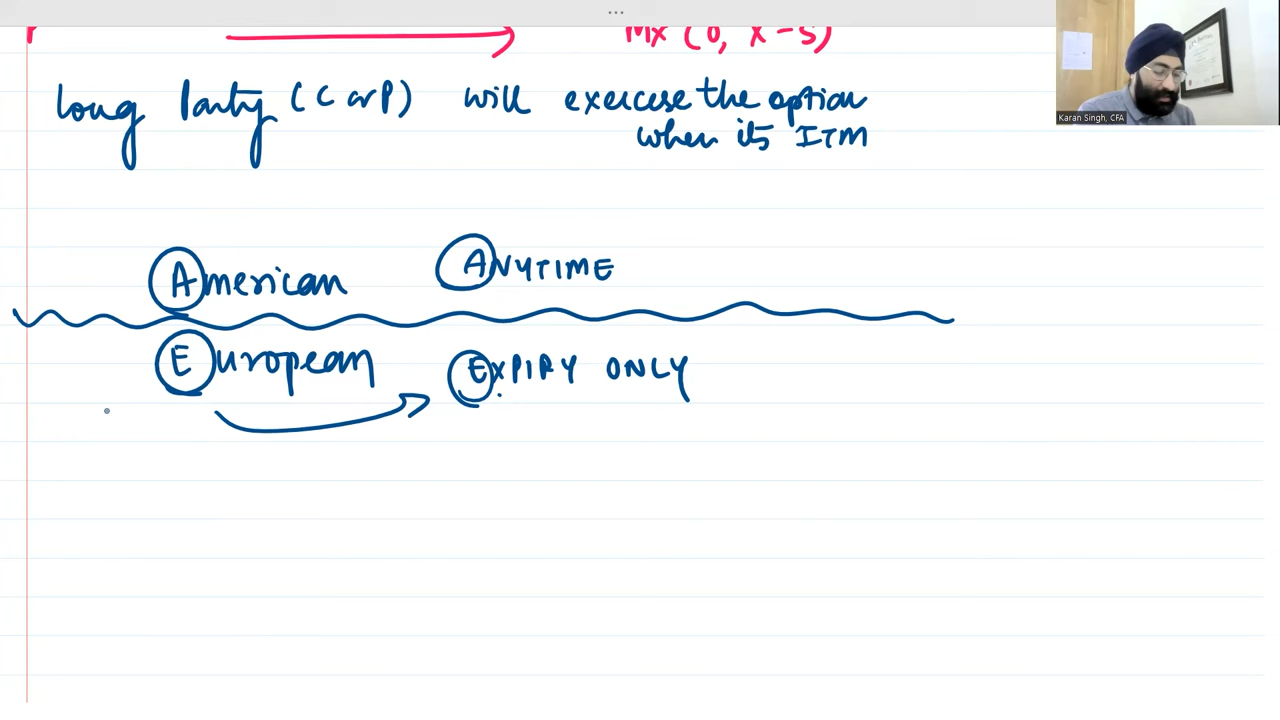 P Mx (0, X-S)
Long Party (C or P) will exercise the option
when its ITM
American ANYTIME
European EXPIRY ONLY
Karan Singh, CFA